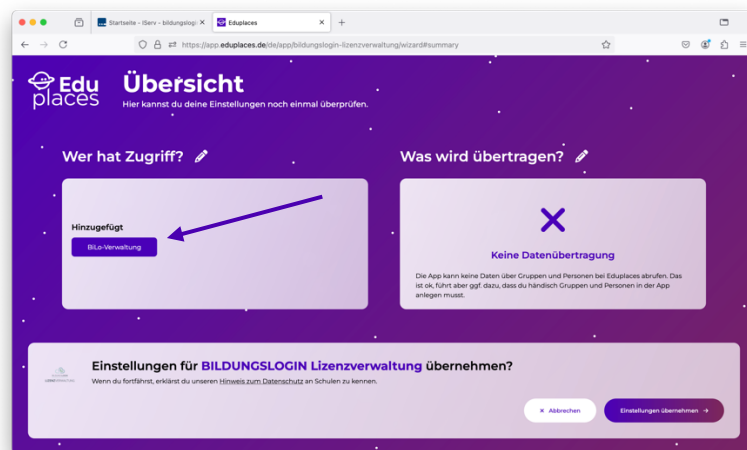 Startseite - IServ - bildungslogi
Eduplaces
https://app.eduplaces.de/de/app/bildungslogin-lizenzverwaltung/wizard#summary
Edu
places
Übersicht
Hier kannst du deine Einstellungen noch einmal überprüfen.
Wer hat Zugriff?
Was wird übertragen?
Hinzugefügt
BiLo-Verwaltung
Keine Datenübertragung
Die App kann keine Daten über Gruppen und Personen bei Eduplaces abrufen. Das
ist ok, führt aber ggf. dazu, dass du händisch Gruppen und Personen in der App
anlegen musst.
Einstellungen für BILDUNGSLOGIN Lizenzverwaltung übernehmen?
Wenn du fortfährst, erklärst du unseren Hinweis zum Datenschutz an Schulen zu kennen.
Abbrechen
Einstellungen übernehmen